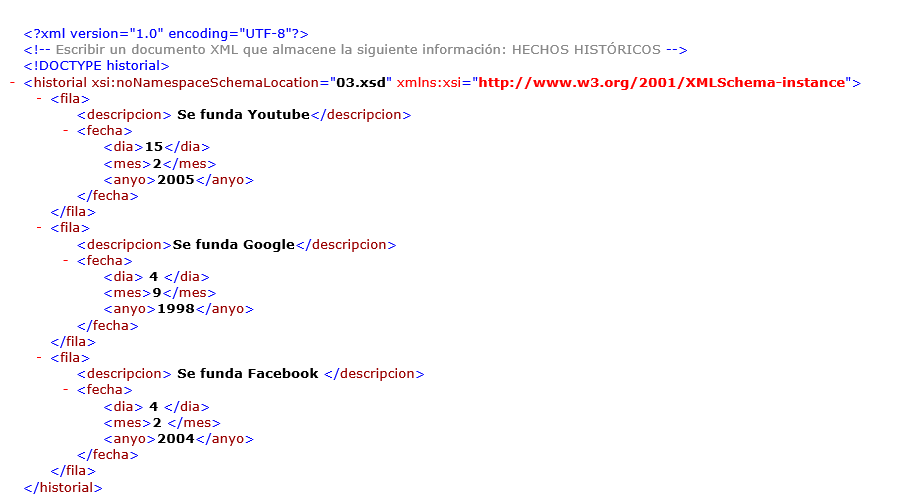 <?xml version="1.0" encoding="UTF-8"?>
<!-- Escribir un documento XML que almacene la siguiente información: HECHOS HISTÓRICOS -->
<!DOCTYPE historial>
- <historial xsi:noNamespaceSchemaLocation="03.xsd" xmlns:xsi="http://www.w3.org/2001/XMLSchema-instance">
- <fila>
<descripcion> Se funda Youtube</descripcion>
- <fecha>
<dia>15</dia>
<mes>2</mes>
<anyo>2005</anyo>
</fecha>
</fila>
- <fila>
<descripcion>Se funda Google</descripcion>
- <fecha>
<dia> 4 </dia>
<mes>9</mes>
<anyo>1998</anyo>
</fecha>
</fila>
- <fila>
<descripcion> Se funda Facebook </descripcion>
- <fecha>
<dia> 4 </dia>
<mes>2 </mes>
<anyo>2004</anyo>
</fecha>
</fila>
</historial>